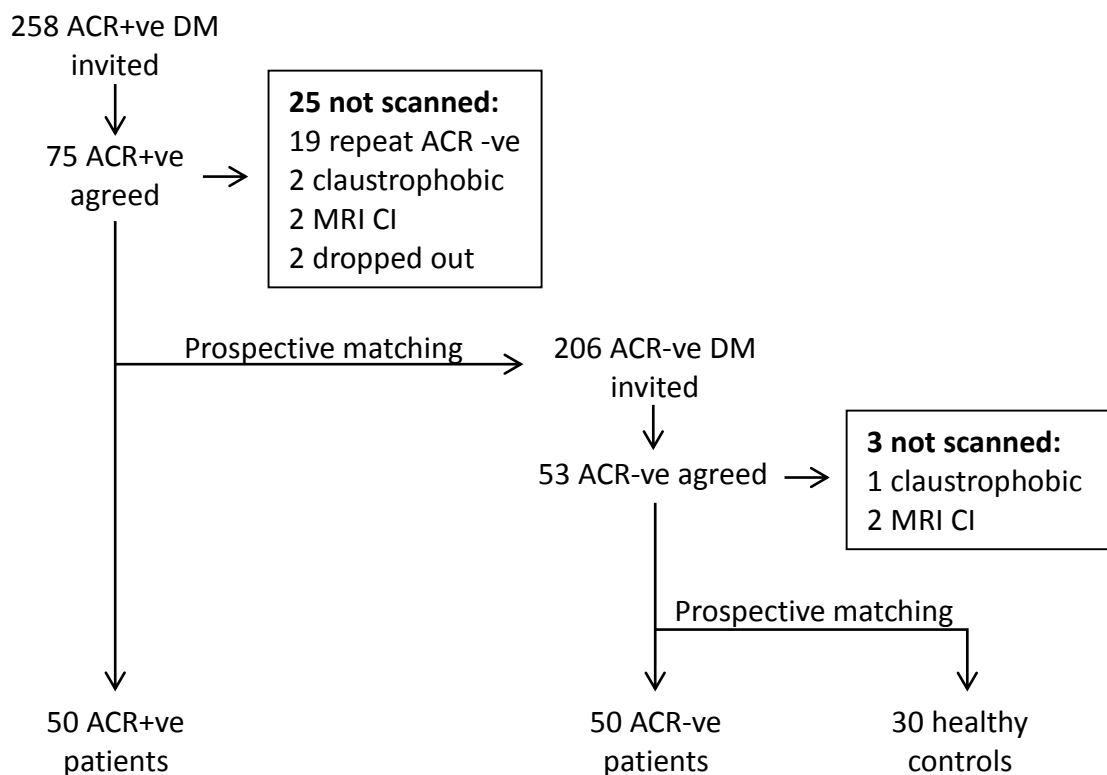 258 ACR+ve DM
invited
25 not scanned:
19 repeat ACR -ve
2 claustrophobic
2 MRI CI
2 dropped out
75 ACR+ve
agreed
Prospective matching
206 ACR-ve DM
invited
3 not scanned:
1 claustrophobic
2 MRI CI
53 ACR-ve agreed
Prospective matching
50 ACR+ve
patients
50 ACR-ve
patients
30 healthy
controls